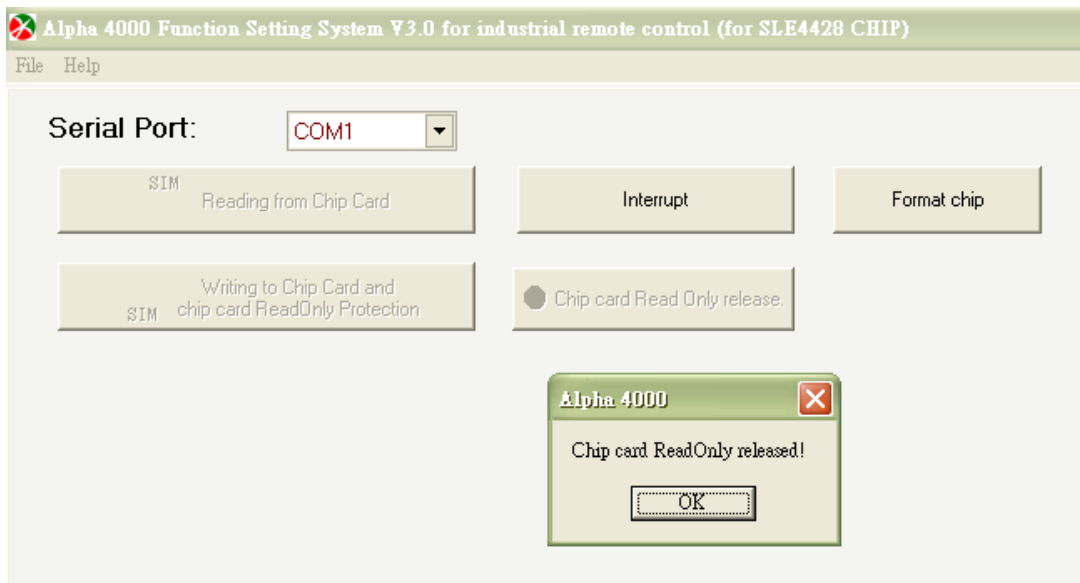 Alpha 4000 Function Setting System V3.0 for industrial remote control (for SLE4428 CHIP)
File Help
Serial Port:
COM1
SIM
Reading from Chip Card
Interrupt
Format chip
Writing to Chip Card and
SIM chip card ReadOnly Protection
Chip card Read Only release.
Alpha 4000
Chip card ReadOnly released!
OK